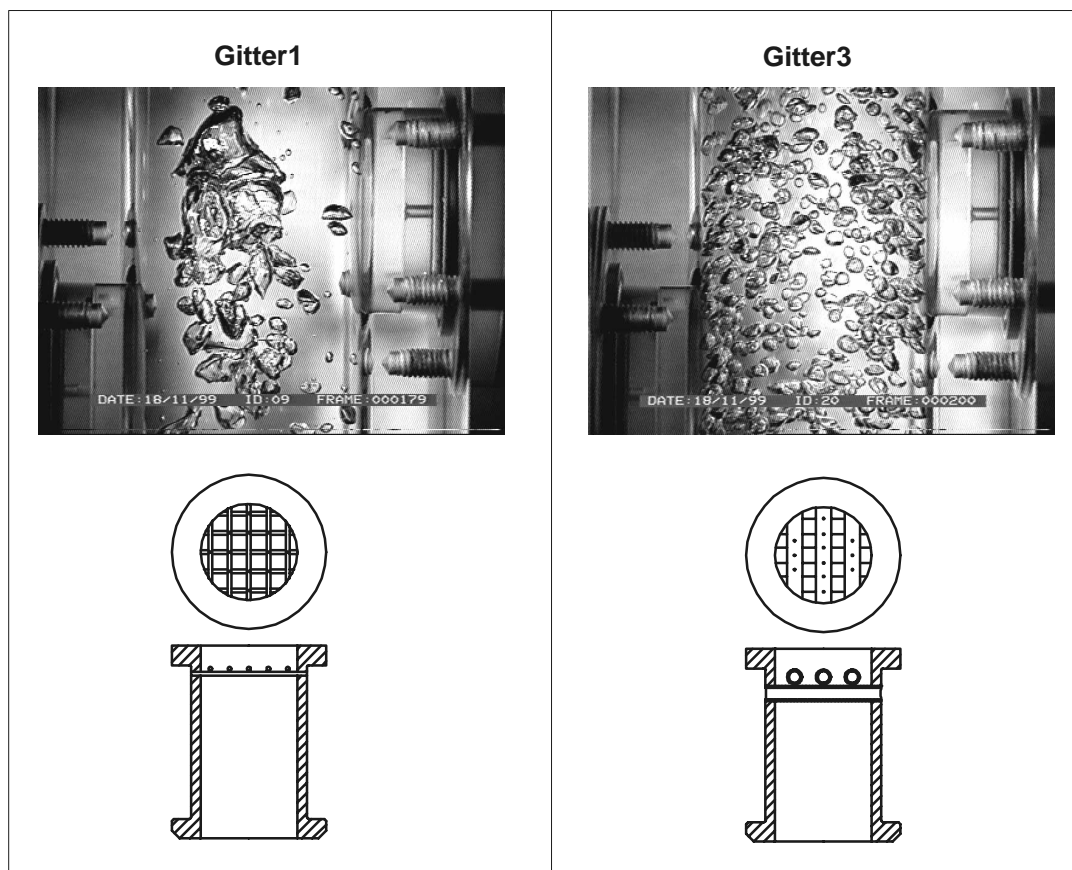 Gitter1
Gitter3
DATE:18/11/99 ID:09 FRAME:000179
DATE:18/11/99 ID:20 FRAME:000200